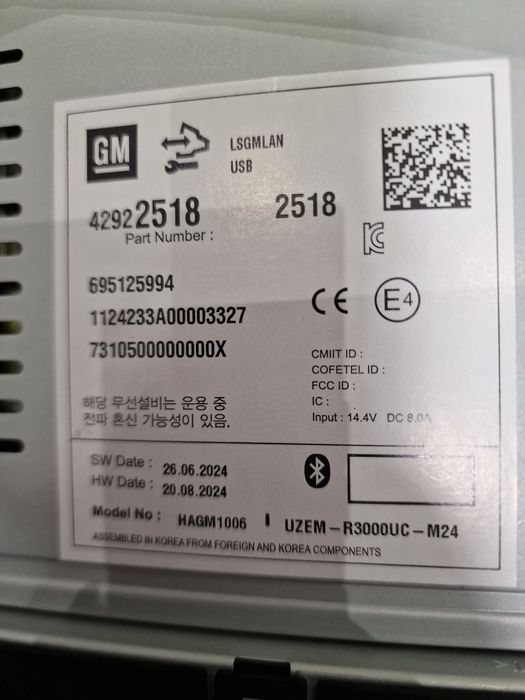 GM
LSGMLAN
USB
42922518
2518
Part Number :
695125994
1124233A00003327
7310500000000X
CE
E4
CMIIT ID :
COFETEL ID :
FCC ID :
IC :
Input : 14.4V DC 8.0A
해당 무선설비는 운용 중
전파 혼신 가능성이 있음.
SW Date : 26.06.2024
HW Date : 20.08.2024
Model No : HAGM1006 I UZEM-R3000UC-M24
ASSEMBLED IN KOREA FROM FOREIGN AND KOREA COMPONENTS